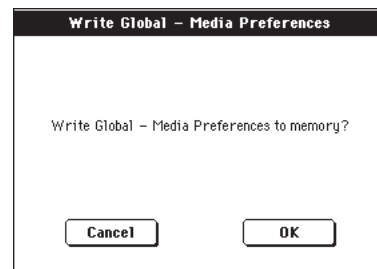 Write Global – Media Preferences
Write Global – Media Preferences to memory?
Cancel OK